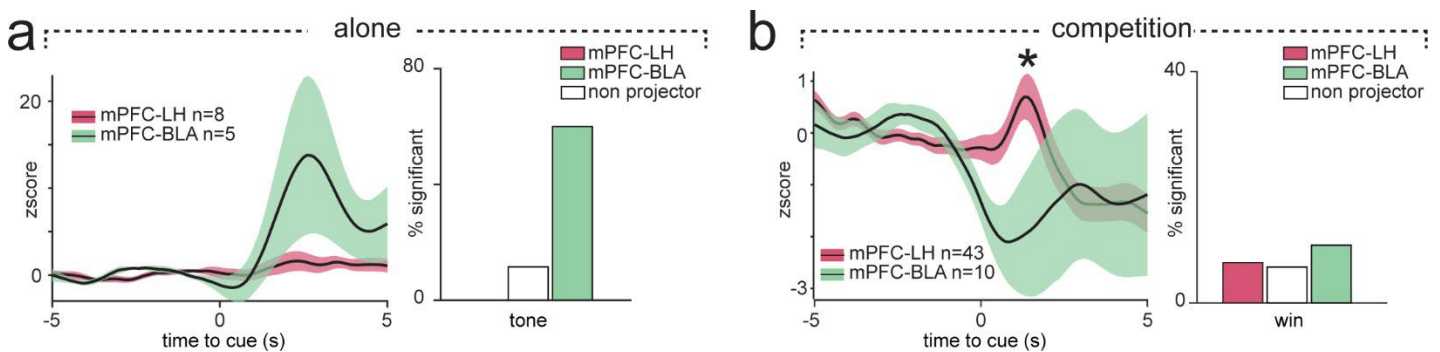 a
alone
zscore
20
0
mPFC-LH n=8
mPFC-BLA n=5
-5
0
5
time to cue (s)
% significant
80
0
mPFC-LH
mPFC-BLA
non projector
tone
b
competition
zscore
1
0
-3
*
mPFC-LH n=43
mPFC-BLA n=10
-5
0
5
time to cue (s)
% significant
40
0
mPFC-LH
mPFC-BLA
non projector
win